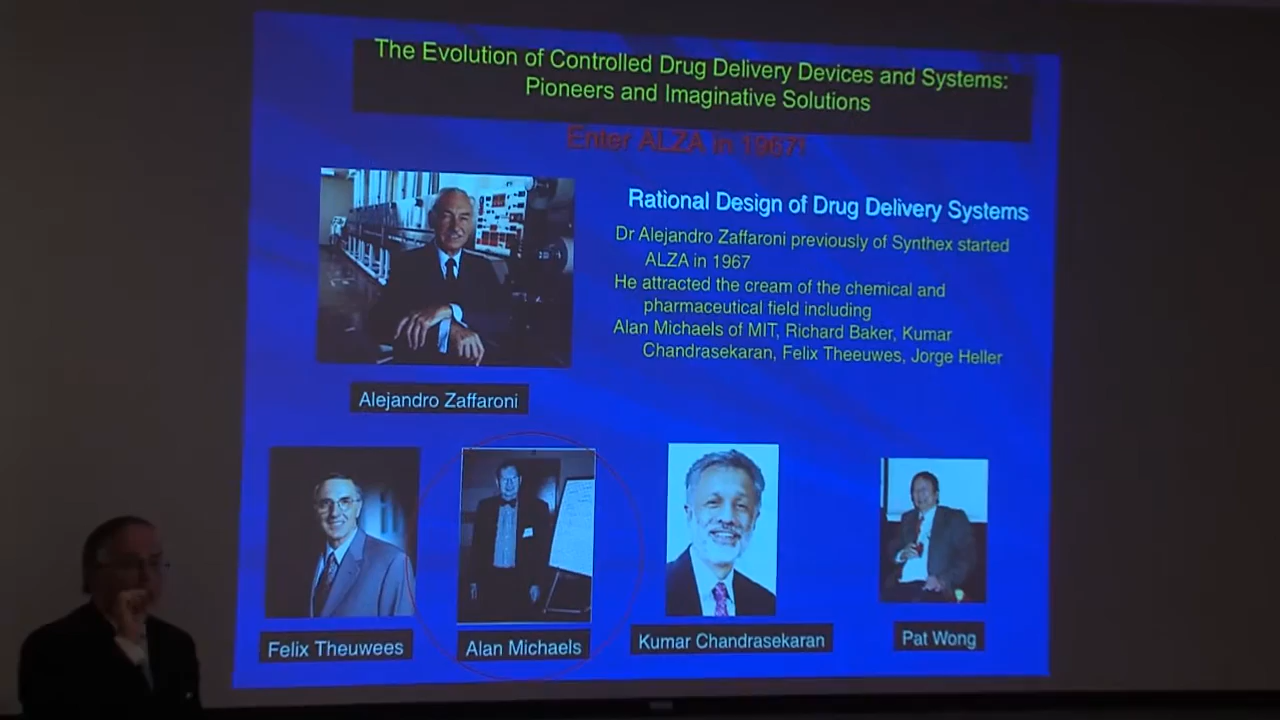 The Evolution of Controlled Drug Delivery Devices and Systems:
Pioneers and Imaginative Solutions
Enter ALZA in 1967!
Rational Design of Drug Delivery Systems
Dr Alejandro Zaffaroni previously of Synthex started
ALZA in 1967
He attracted the cream of the chemical and
pharmaceutical field including
Alan Michaels of MIT, Richard Baker, Kumar
Chandrasekaran, Felix Theeuwes, Jorge Heller
Alejandro Zaffaroni
Felix Theuwees
Alan Michaels
Kumar Chandrasekaran
Pat Wong